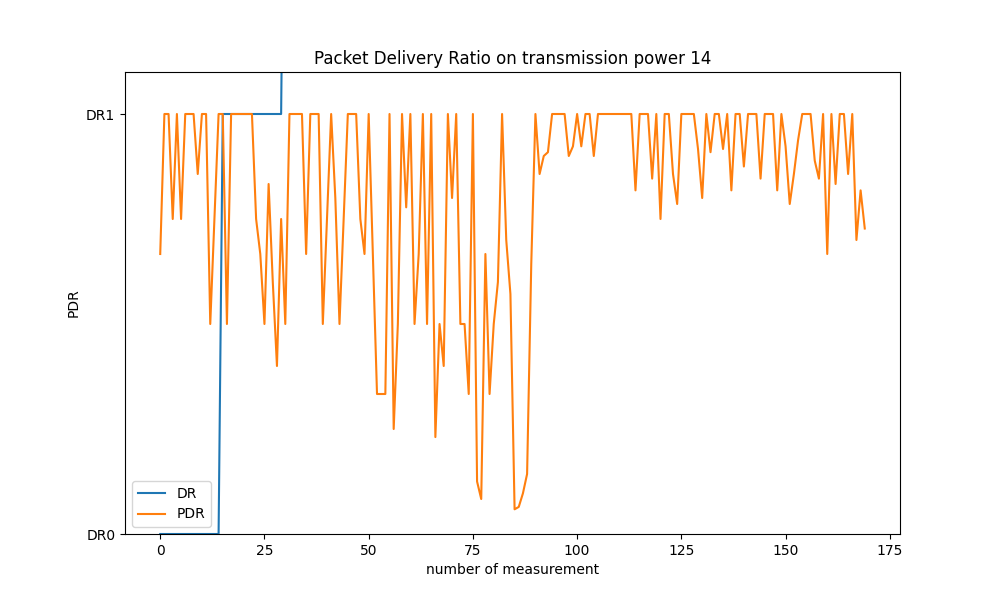 Packet Delivery Ratio on transmission power 14
DR1
PDR
DR0
DR
PDR
0 25 50 75 100 125 150 175
number of measurement